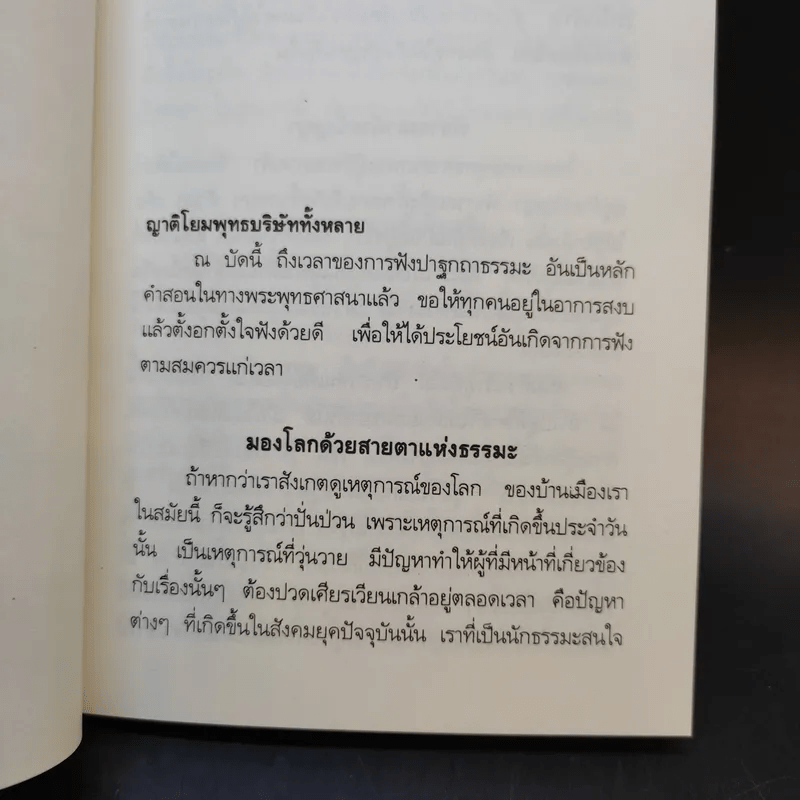 ญาติโยมพุทธบริษัททั้งหลาย
ณ บัดนี้ ถึงเวลาของการฟังปาฐกถาธรรมะ อันเป็นหลัก
คำสอนในทางพระพุทธศาสนาแล้ว ขอให้ทุกคนอยู่ในอาการสงบ
แล้วตั้งอกตั้งใจฟังด้วยดี เพื่อให้ได้ประโยชน์อันเกิดจากการฟัง
ตามสมควรแก่เวลา
มองโลกด้วยสายตาแห่งธรรมะ
ถ้าหากว่าเราสังเกตดูเหตุการณ์ของโลก ของบ้านเมืองเรา
ในสมัยนี้ ก็จะรู้สึกว่าปั่นป่วน เพราะเหตุการณ์ที่เกิดขึ้นประจำวัน
นั้น เป็นเหตุการณ์ที่วุ่นวาย มีปัญหาทำให้ผู้ที่มีหน้าที่เกี่ยวข้อง
กับเรื่องนั้นๆ ต้องปวดเศียรเวียนเกล้าอยู่ตลอดเวลา คือปัญหา
ต่างๆ ที่เกิดขึ้นในสังคมยุคปัจจุบันนั้น เราที่เป็นนักธรรมะสนใจ